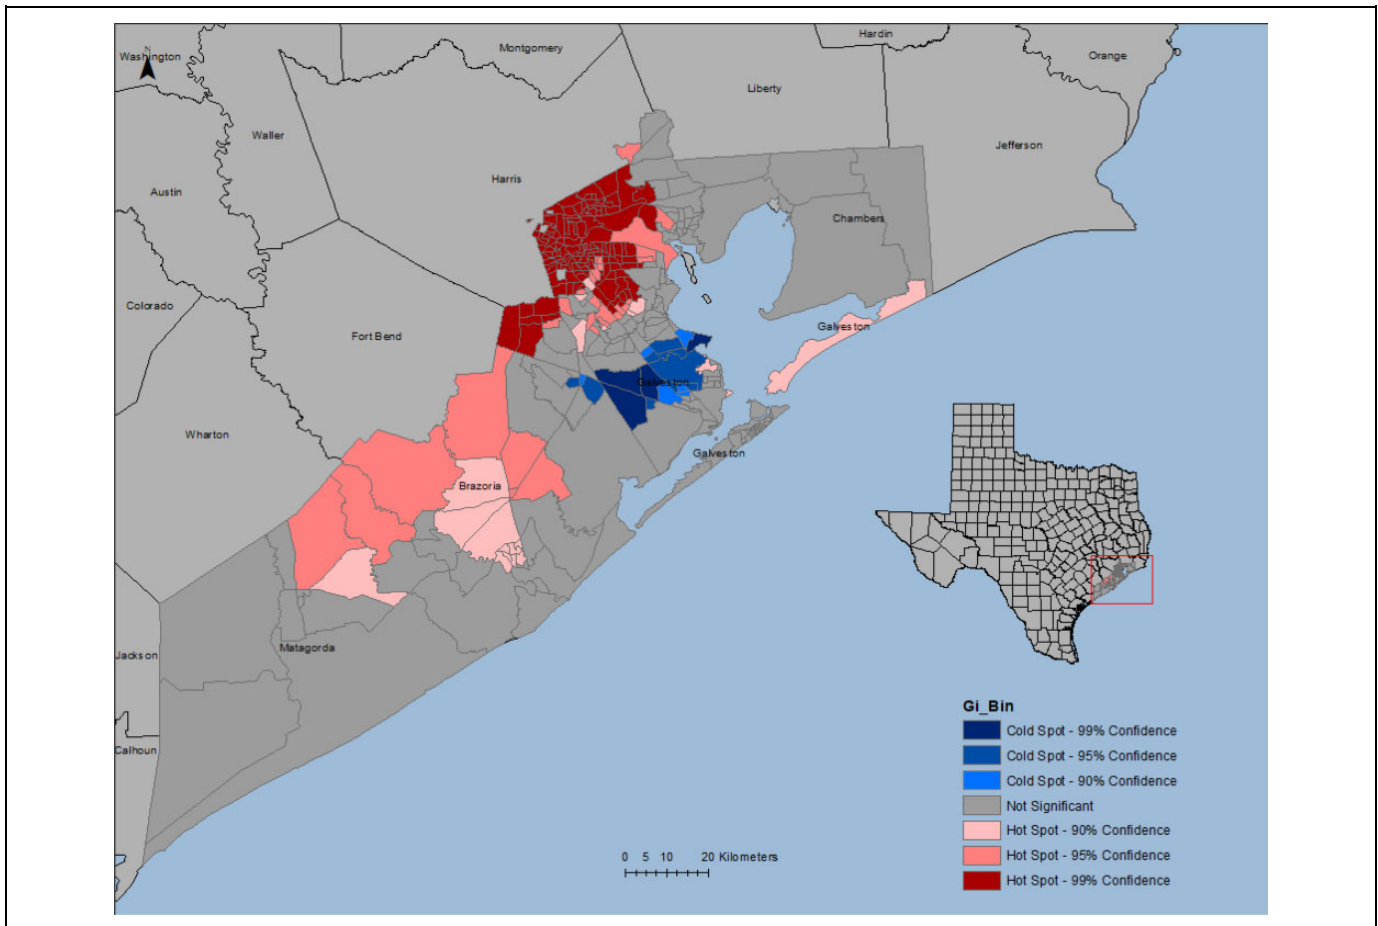 Hardin
Montgomery
Orange
N
Washington
Liberty
Waller
Jefferson
Harris
Austin
Chambers
Colorado
Galveston
Fort Bend
Galveston
Wharton
Galveston
Brazoria
Matagorda
Jackson
Calhoun
Gi_Bin
Cold Spot - 99% Confidence
Cold Spot - 95% Confidence
Cold Spot - 90% Confidence
Not Significant
Hot Spot - 90% Confidence
Hot Spot - 95% Confidence
Hot Spot - 99% Confidence
0 5 10 20 Kilometers